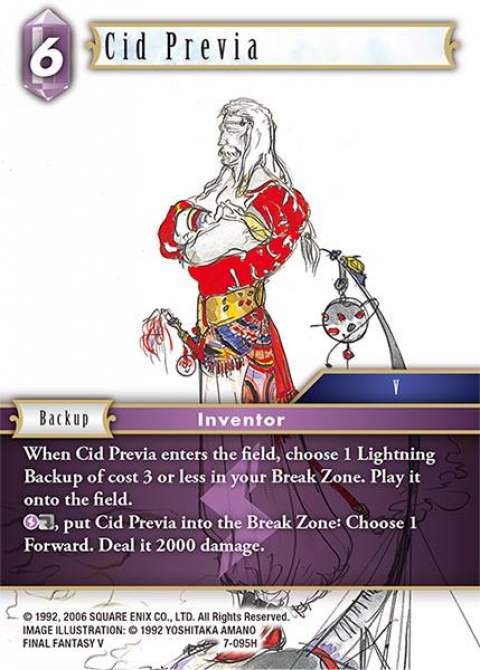 6
Cid Previa
V
Backup
Inventor
When Cid Previa enters the field, choose 1 Lightning
Backup of cost 3 or less in your Break Zone. Play it
onto the field.
, put Cid Previa into the Break Zone: Choose 1
Forward. Deal it 2000 damage.
© 1992, 2006 SQUARE ENIX CO., LTD. All Rights Reserved.
IMAGE ILLUSTRATION: © 1992 YOSHITAKA AMANO
FINAL FANTASY V 7-095H